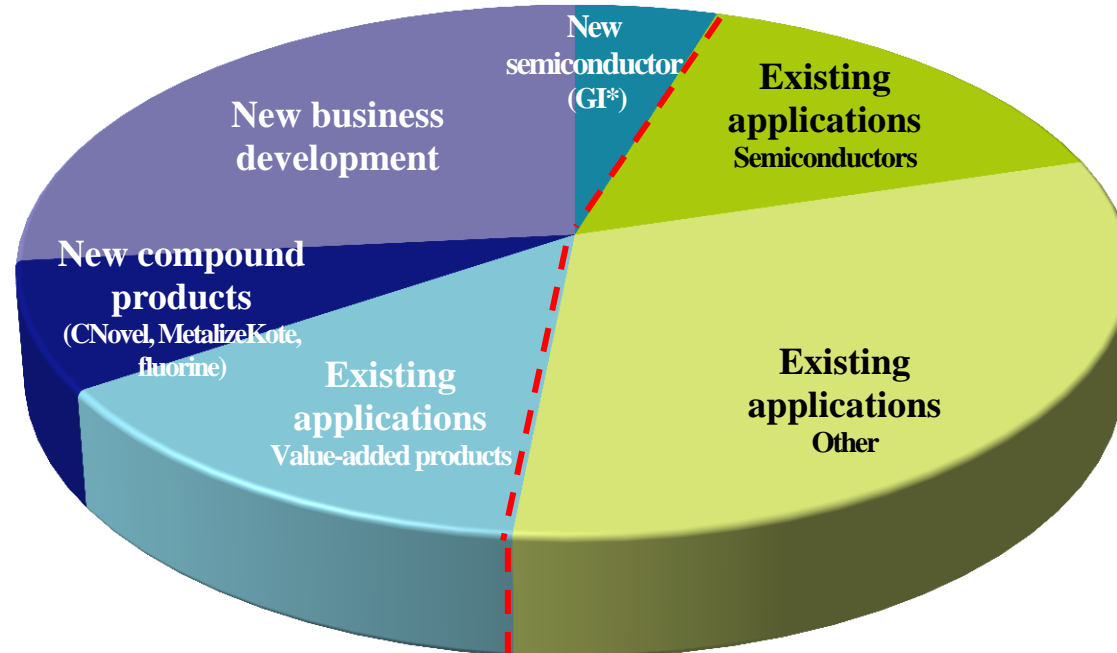 New
semiconductor
(GI*)
Existing
applications
Semiconductors
New business
development
New compound
products
(CNovel, MetalizeKote,
fluorine)
Existing
applications
Value-added products
Existing
applications
Other